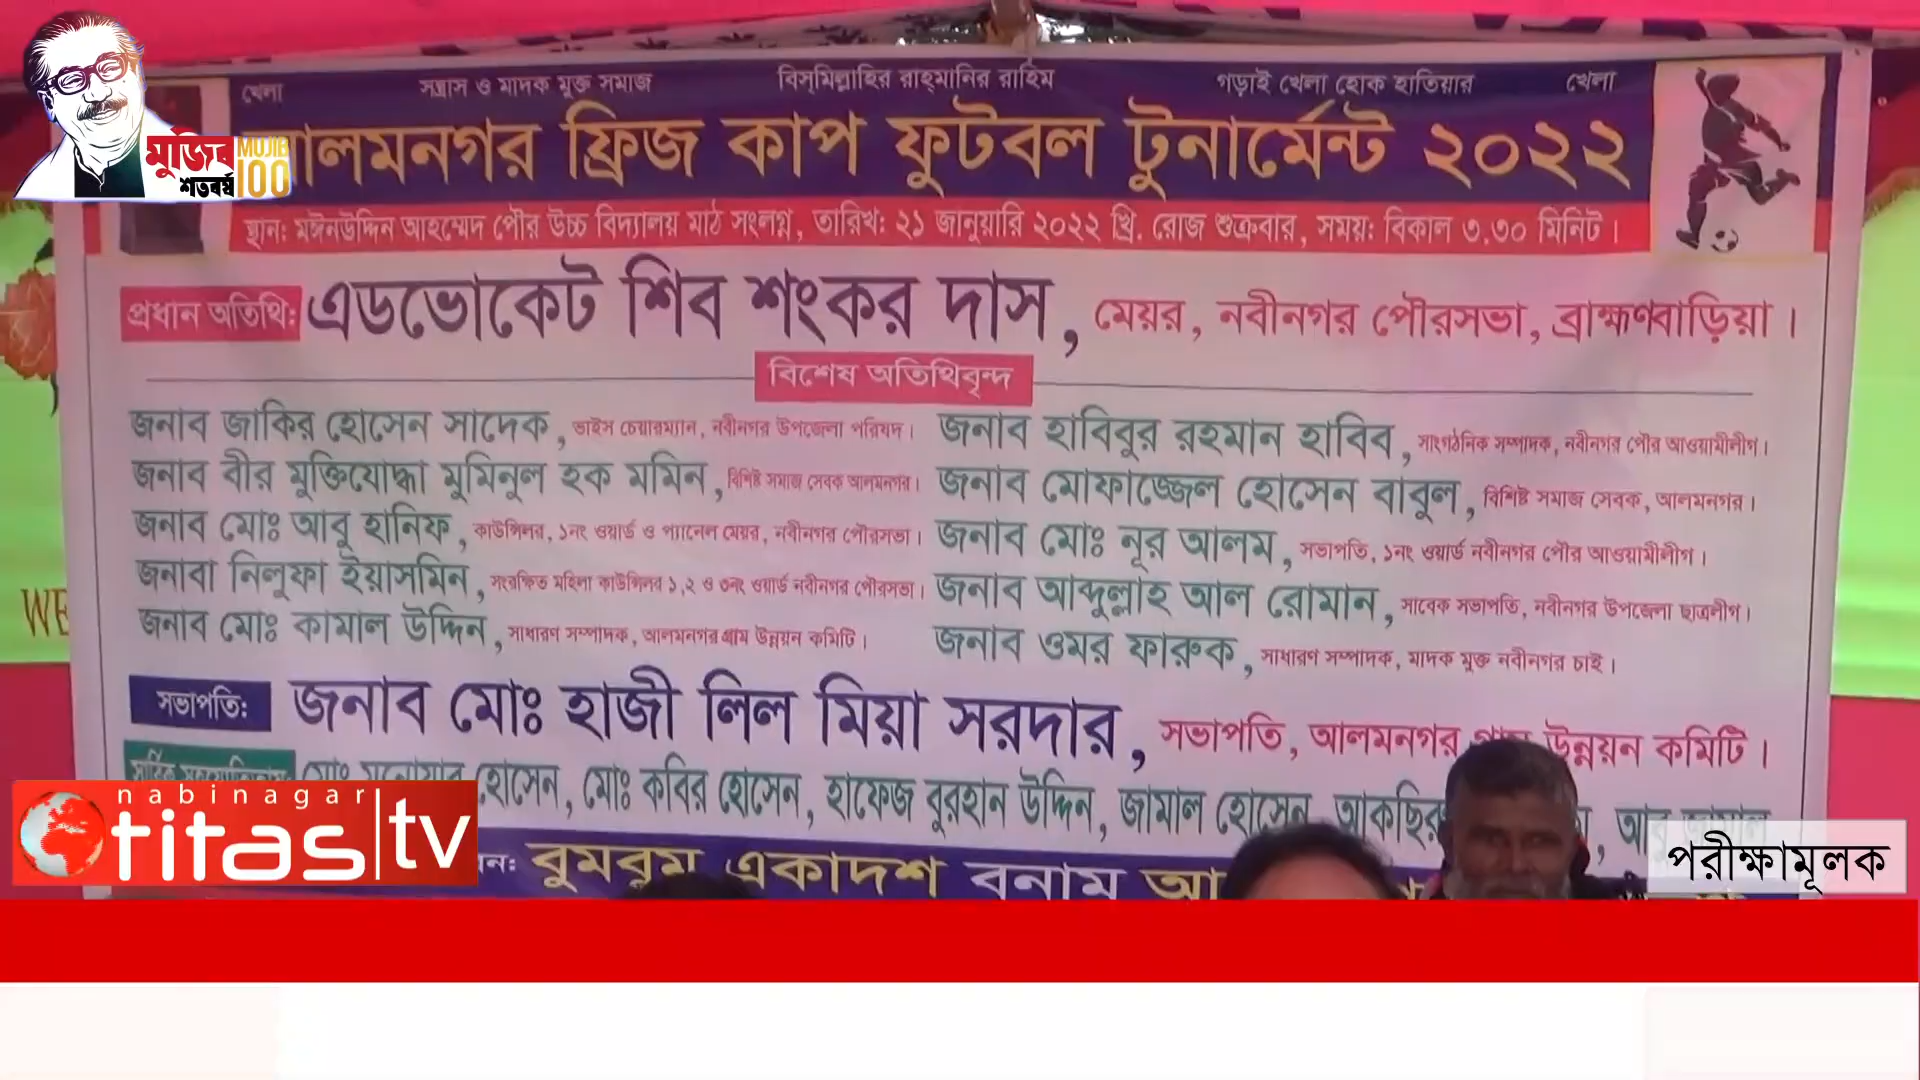 খেলা সন্ত্রাস ও মাদক মুক্ত সমাজ বিস্‌মিল্লাহির রাহ্‌মানির রাহিম গড়াই খেলা হোক হাতিয়ার খেলা
মুজিব MUJIB
শতবর্ষ 100
ফ্রিজ কাপ ফুটবল টুনার্মেন্ট ২০২২
স্থান: মঈনউদ্দিন আহম্মেদ পৌর উচ্চ বিদ্যালয় মাঠ সংলগ্ন, তারিখ: ২১ জানুয়ারি ২০২২ খ্রি. রোজ শুক্রবার, সময়: বিকাল ৩.৩০ মিনিট।
প্রধান অতিথি: এডভোকেট শিব শংকর দাস, মেয়র, নবীনগর পৌরসভা, ব্রাহ্মণবাড়িয়া।
বিশেষ অতিথিবৃন্দ
জনাব জাকির হোসেন সাদেক, ভাইস চেয়ারম্যান, নবীনগর উপজেলা পরিষদ।
জনাব বীর মুক্তিযোদ্ধা মুমিনুল হক মমিন, বিশিষ্ট সমাজ সেবক আলমনগর।
জনাব মোঃ আবু হানিফ, কাউন্সিলর, ১নং ওয়ার্ড ও প্যানেল মেয়র, নবীনগর পৌরসভা।
জনাবা নিলুফা ইয়াসমিন, সংরক্ষিত মহিলা কাউন্সিলর ১,২ ও ৩নং ওয়ার্ড নবীনগর পৌরসভা।
জনাব মোঃ কামাল উদ্দিন, সাধারণ সম্পাদক, আলমনগর গ্রাম উন্নয়ন কমিটি।
জনাব হাবিবুর রহমান হাবিব, সাংগঠনিক সম্পাদক, নবীনগর পৌর আওয়ামীলীগ।
জনাব মোফাজ্জেল হোসেন বাবুল, বিশিষ্ট সমাজ সেবক, আলমনগর।
জনাব মোঃ নূর আলম, সভাপতি, ১নং ওয়ার্ড নবীনগর পৌর আওয়ামীলীগ।
জনাব আব্দুল্লাহ আল রোমান, সাবেক সভাপতি, নবীনগর উপজেলা ছাত্রলীগ।
জনাব ওমর ফারুক, সাধারণ সম্পাদক, মাদক মুক্ত নবীনগর চাই।
সভাপতি: জনাব মোঃ হাজী লিল মিয়া সরদার, সভাপতি, আলমনগর গ্রাম উন্নয়ন কমিটি।
হোসেন, মোঃ কবির হোসেন, হাফেজ বুরহান উদ্দিন, জামাল হোসেন,
বুমবুম একাদশ বনাম
nabinagar
titas tv
পরীক্ষামূলক